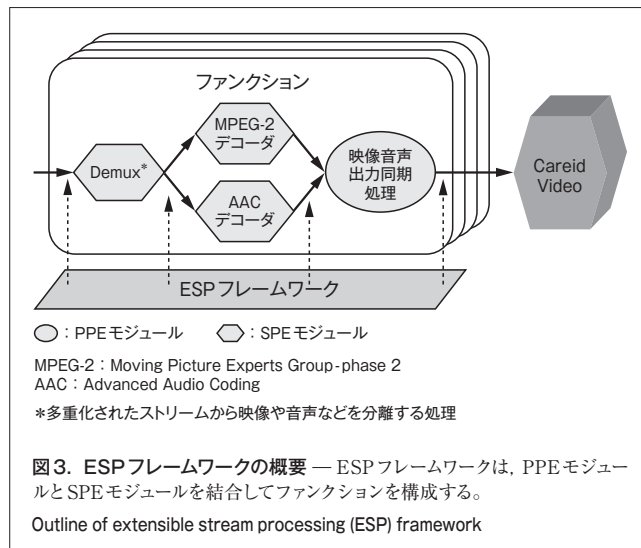 ファンクション
MPEG-2
デコーダ
Demux*
AAC
デコーダ
映像音声
出力同期
処理
Careid
Video
ESPフレームワーク
：PPEモジュール ：SPEモジュール
MPEG-2：Moving Picture Experts Group-phase 2
AAC：Advanced Audio Coding
*多重化されたストリームから映像や音声などを分離する処理
図3. ESPフレームワークの概要 — ESPフレームワークは，PPEモジュー
ルとSPEモジュールを結合してファンクションを構成する。
Outline of extensible stream processing (ESP) framework